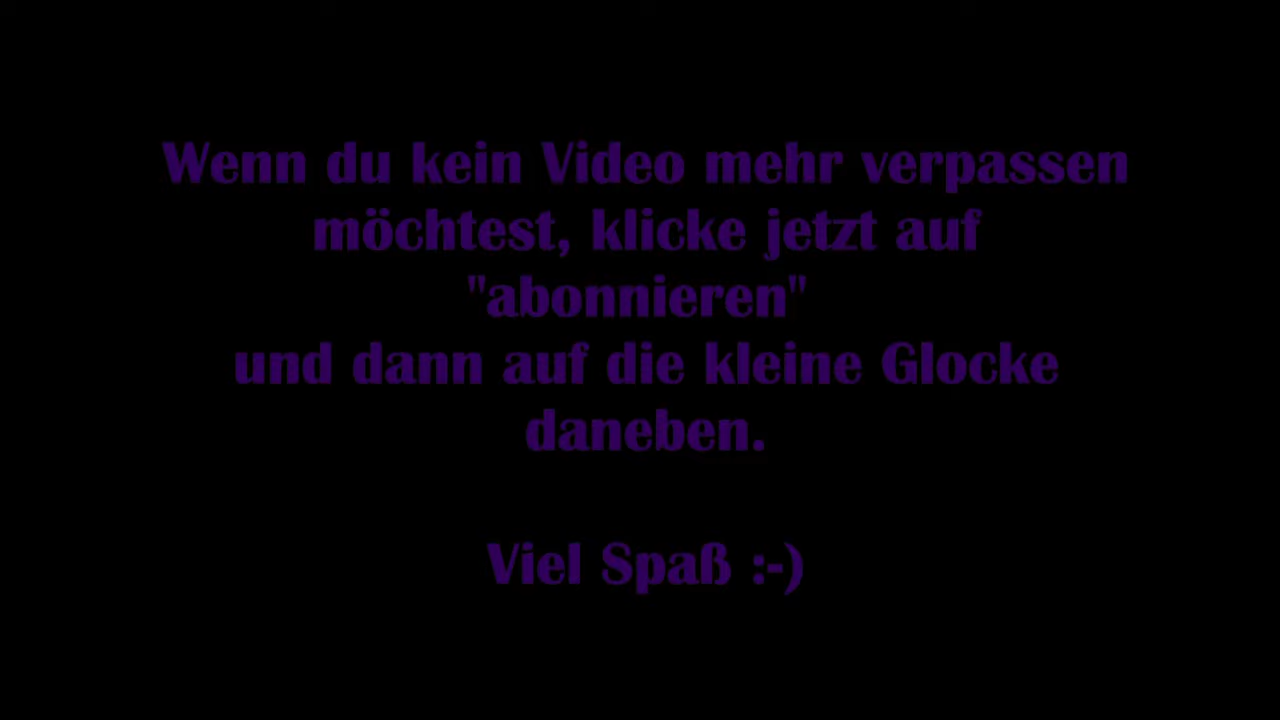 Wenn du kein Video mehr verpassen
möchtest, klicke jetzt auf
"abonnieren"
und dann auf die kleine Glocke
daneben.
Viel Spaß :-)